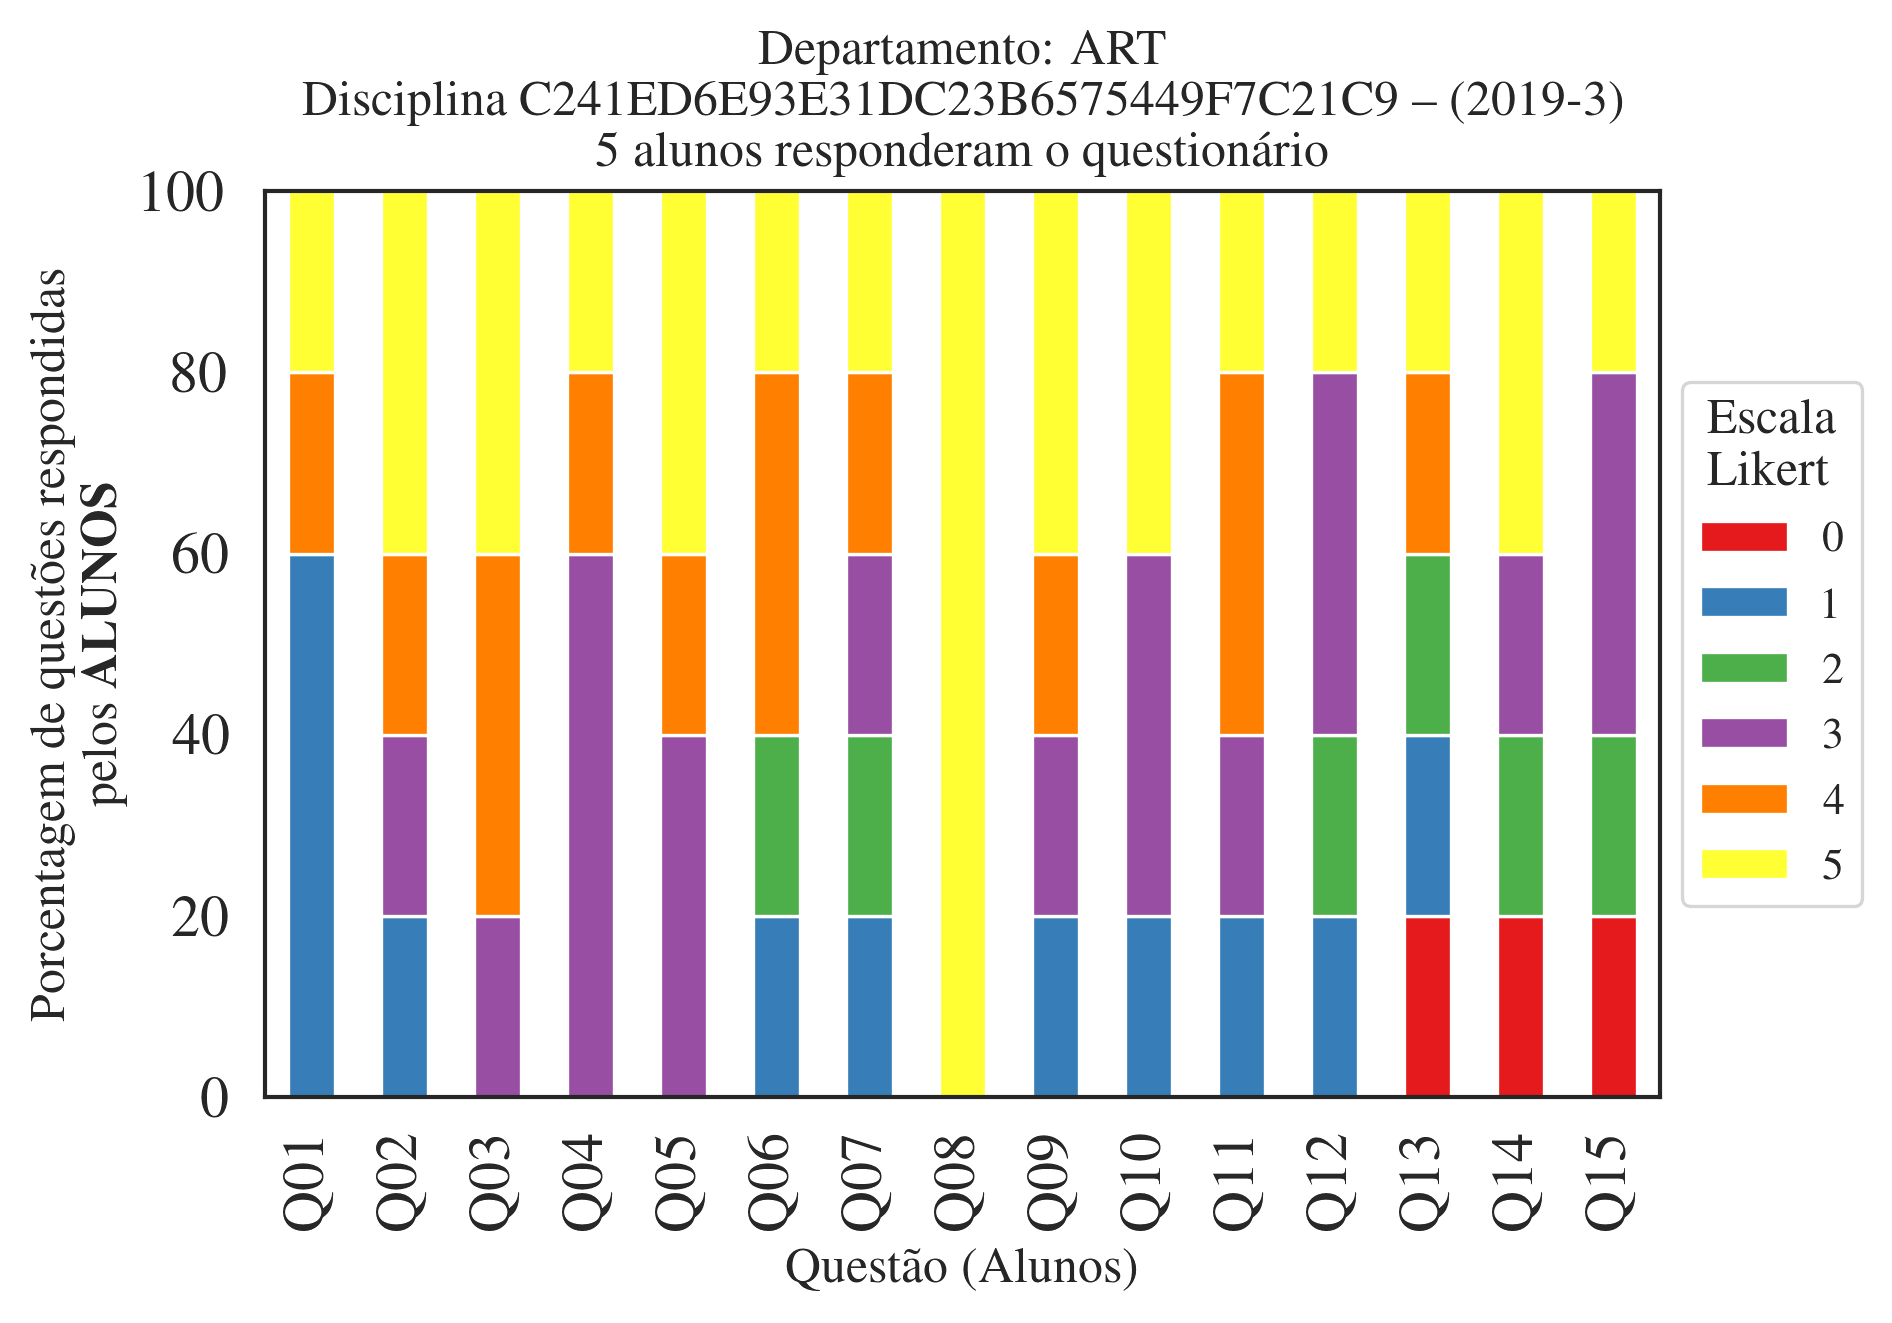 Departamento: ART
Disciplina C241ED6E93E31DC23B6575449F7C21C9 – (2019-3)
5 alunos responderam o questionário
Porcentagem de questões respondidas
pelos ALUNOS
100
80
60
40
20
0
Q01
Q02
Q03
Q04
Q05
Q06
Q07
Q08
Q09
Q10
Q11
Q12
Q13
Q14
Q15
Questão (Alunos)
Escala
Likert
0
1
2
3
4
5